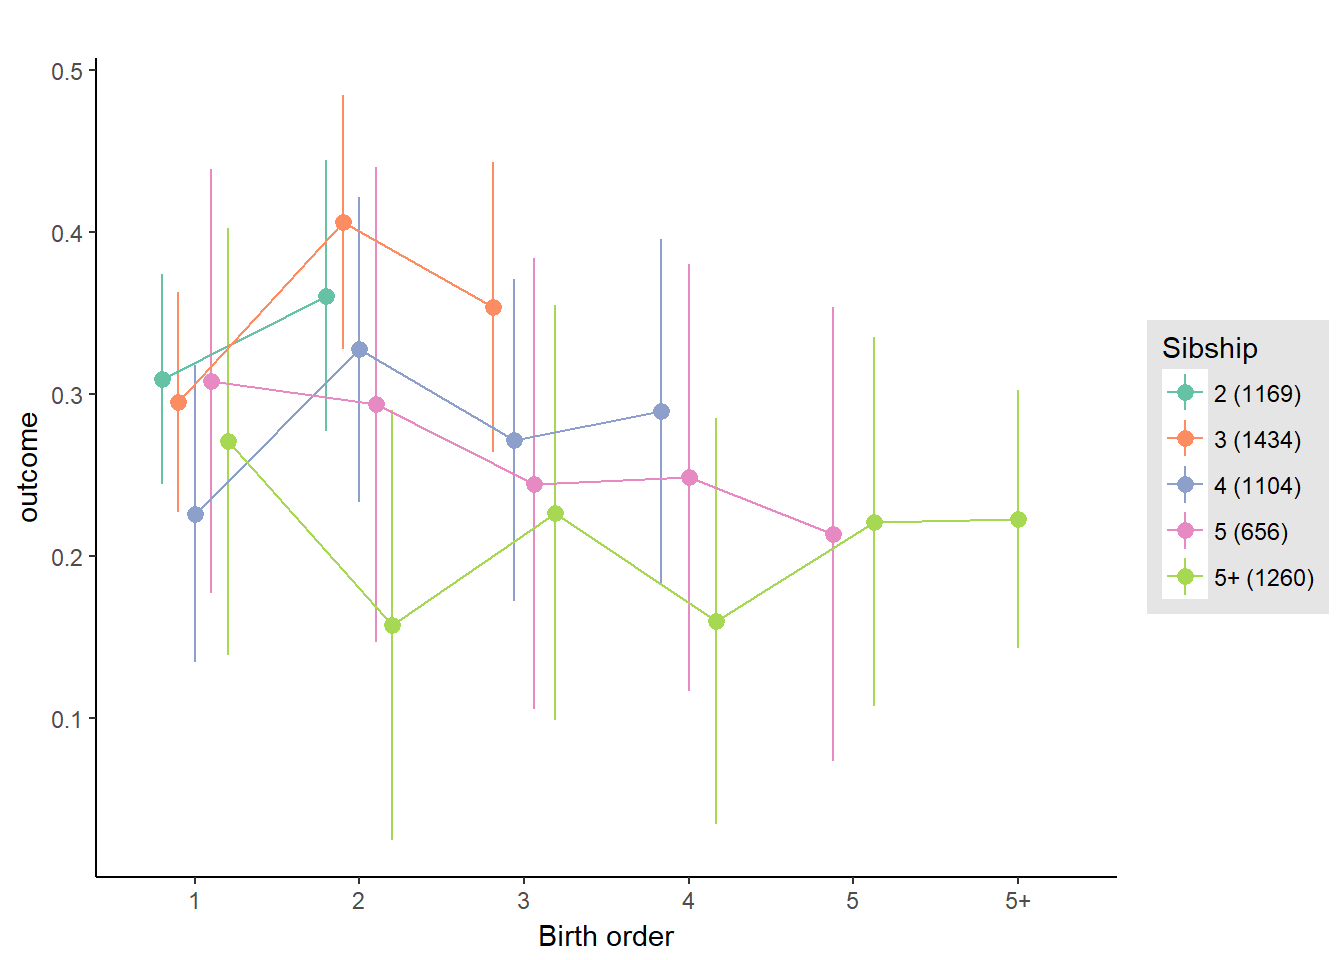 0.5
0.4
0.3
0.2
0.1
outcome
1 2 3 4 5 5+
Birth order
Sibship
2 (1169)
3 (1434)
4 (1104)
5 (656)
5+ (1260)